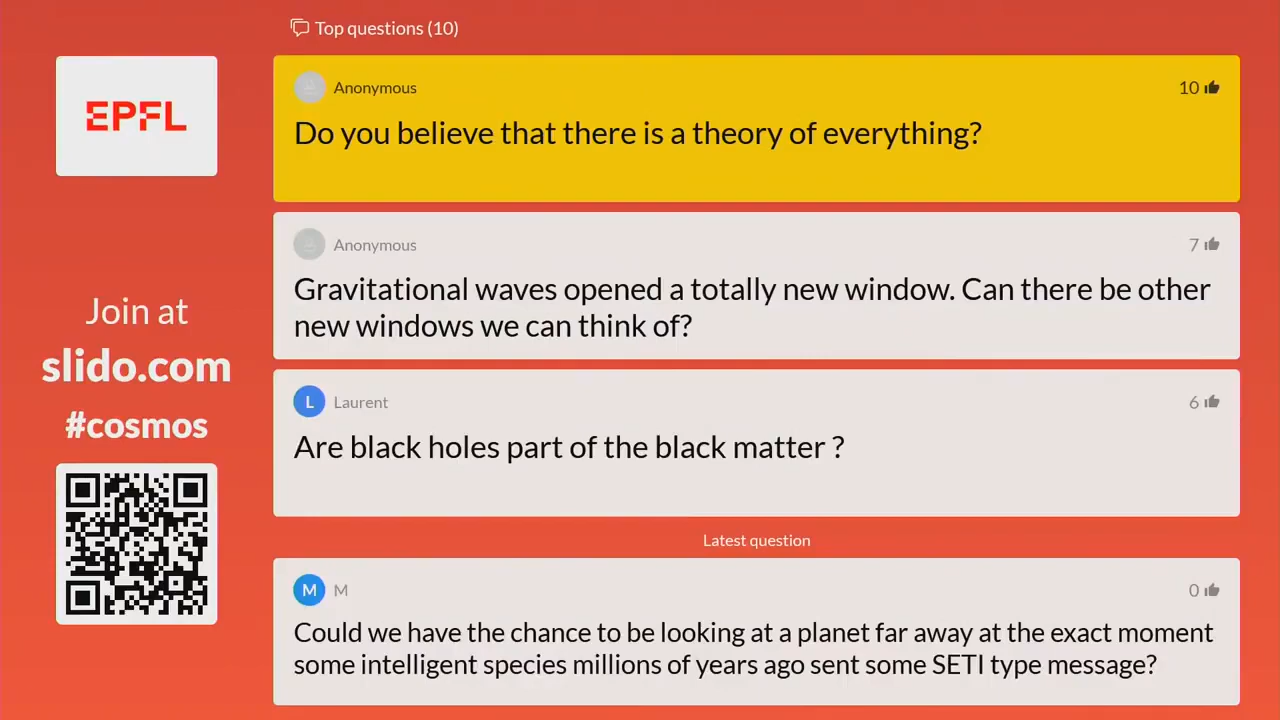 Top questions (10)
EPFL
Join at
slido.com
#cosmos
Anonymous
10
Do you believe that there is a theory of everything?
Anonymous
7
Gravitational waves opened a totally new window. Can there be other
new windows we can think of?
L
Laurent
6
Are black holes part of the black matter ?
Latest question
M
M
0
Could we have the chance to be looking at a planet far away at the exact moment
some intelligent species millions of years ago sent some SETI type message?